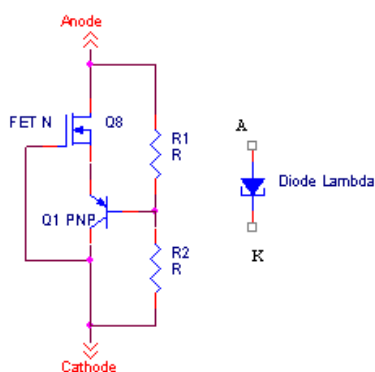 Anode
FET N
Q8
R1
R
A
Diode Lambda
Q1 PNP
R2
R
K
Cathode